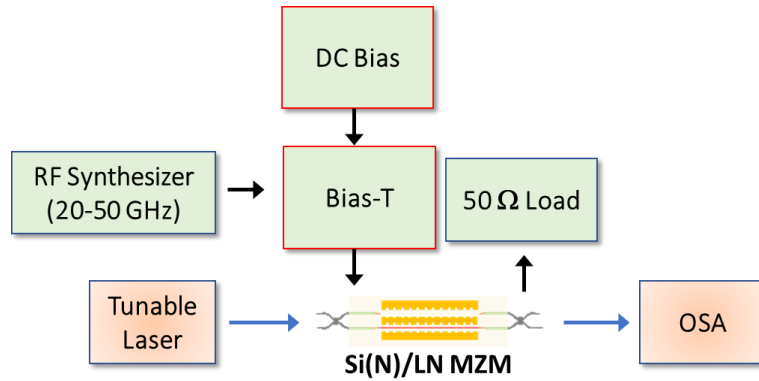 DC Bias
RF Synthesizer
(20-50 GHz)
Bias-T
50 Ω Load
Tunable
Laser
OSA
Si(N)/LN MZM